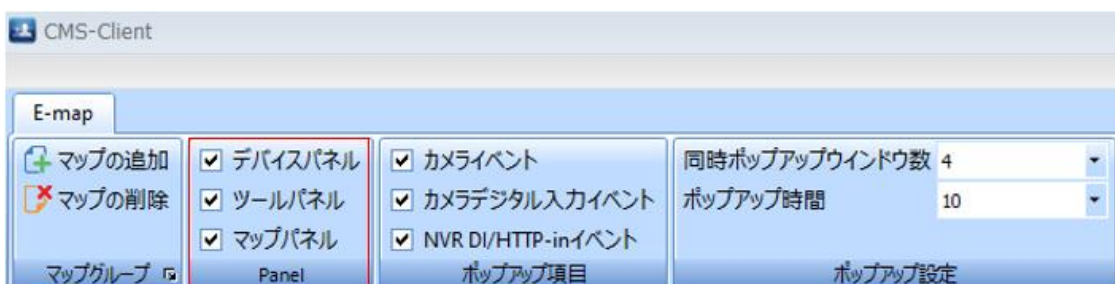 CMS-Client
E-map
マップの追加
マップの削除
マップグループ
デバイスパネル
ツールパネル
マップパネル
Panel
カメライベント
カメラデジタル入力イベント
NVR DI/HTTP-inイベント
ポップアップ項目
同時ポップアップウインドウ数 4
ポップアップ時間 10
ポップアップ設定